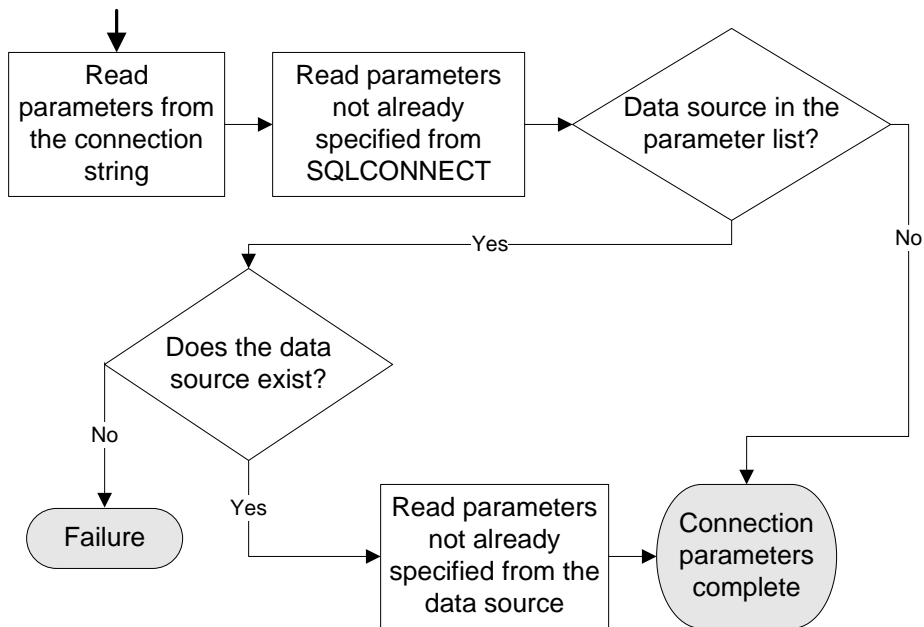 Read
parameters from
the connection
string
Read parameters
not already
specified from
SQLCONNECT
Data source in the
parameter list?
Yes
No
Does the data
source exist?
No
Yes
Failure
Read parameters
not already
specified from the
data source
Connection
parameters
complete